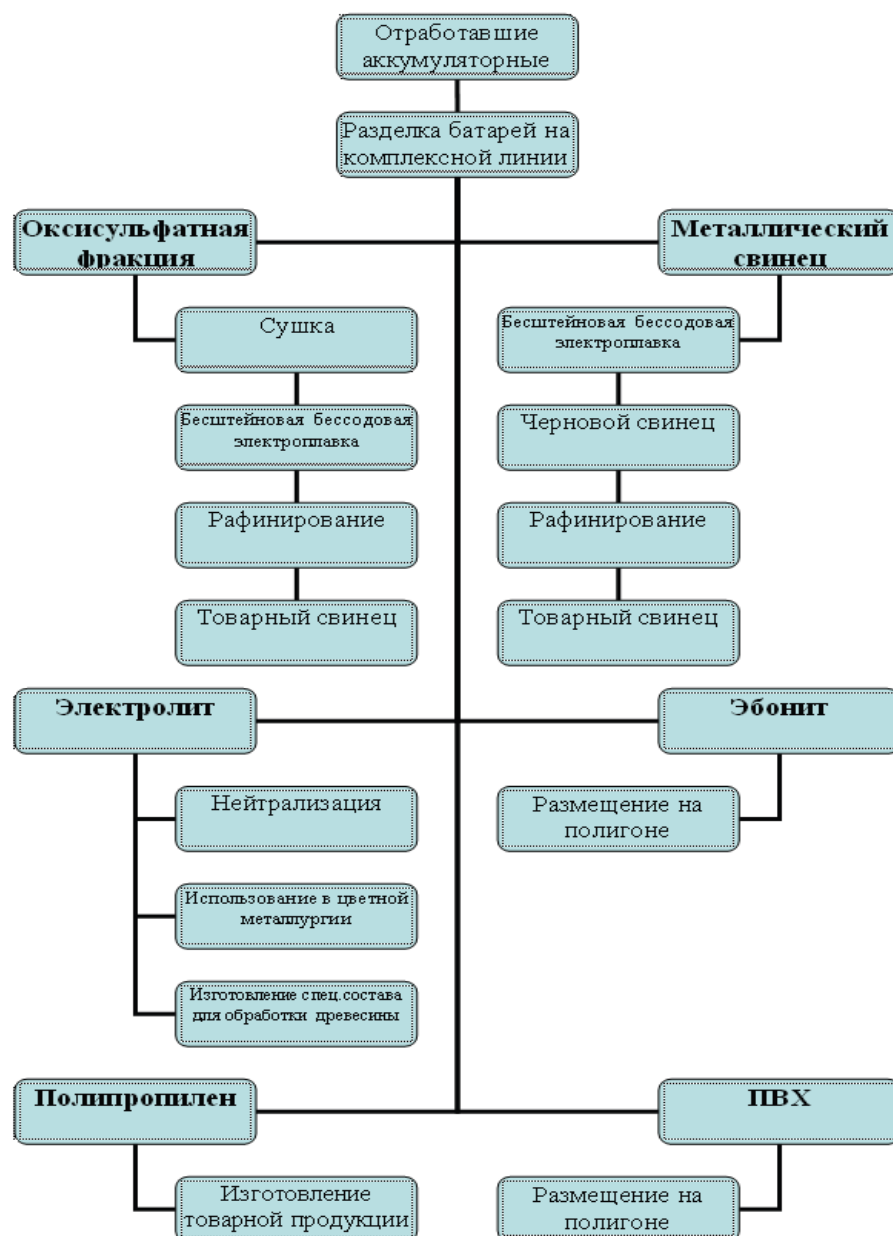 Отработавшие
аккумуляторные
Разделка батарей на
комплексной линии
Оксисульфатная
фракция
Металлический
свинец
Сушка
Бесштейновая бессодовая
электроплавка
Бесштейновая бессодовая
электроплавка
Черновой свинец
Рафинирование
Рафинирование
Товарный свинец
Товарный свинец
Электролит
Эбонит
Нейтрализация
Размещение на
полигоне
Использование в цветной
металлургии
Изготовление спец.состава
для обработки древесины
Полипропилен
ПВХ
Изготовление
товарной продукции
Размещение на
полигоне